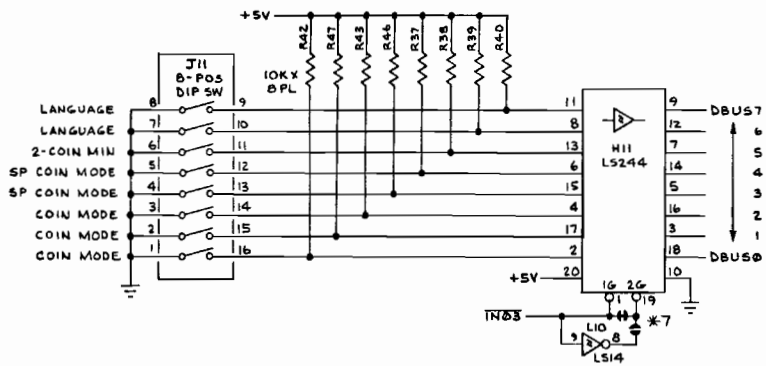 +5V
R42 R47 R43 R46 R37 R38 R39 R40
J11
8-POS
DIP SW
10K X
8 PL
LANGUAGE 8 9 11 9 DBUS7
LANGUAGE 7 10 8 12 6
2-COIN MIN 6 11 13 7 5
SP COIN MODE 5 12 6 14 4
SP COIN MODE 4 13 15 5 3
COIN MODE 3 14 4 16 2
COIN MODE 2 15 17 3 1
COIN MODE 1 16 2 18 DBUS0
H11
LS244
+5V 20 10
1G 2G
1 19
IN03
*7
L10
9 8
LS14